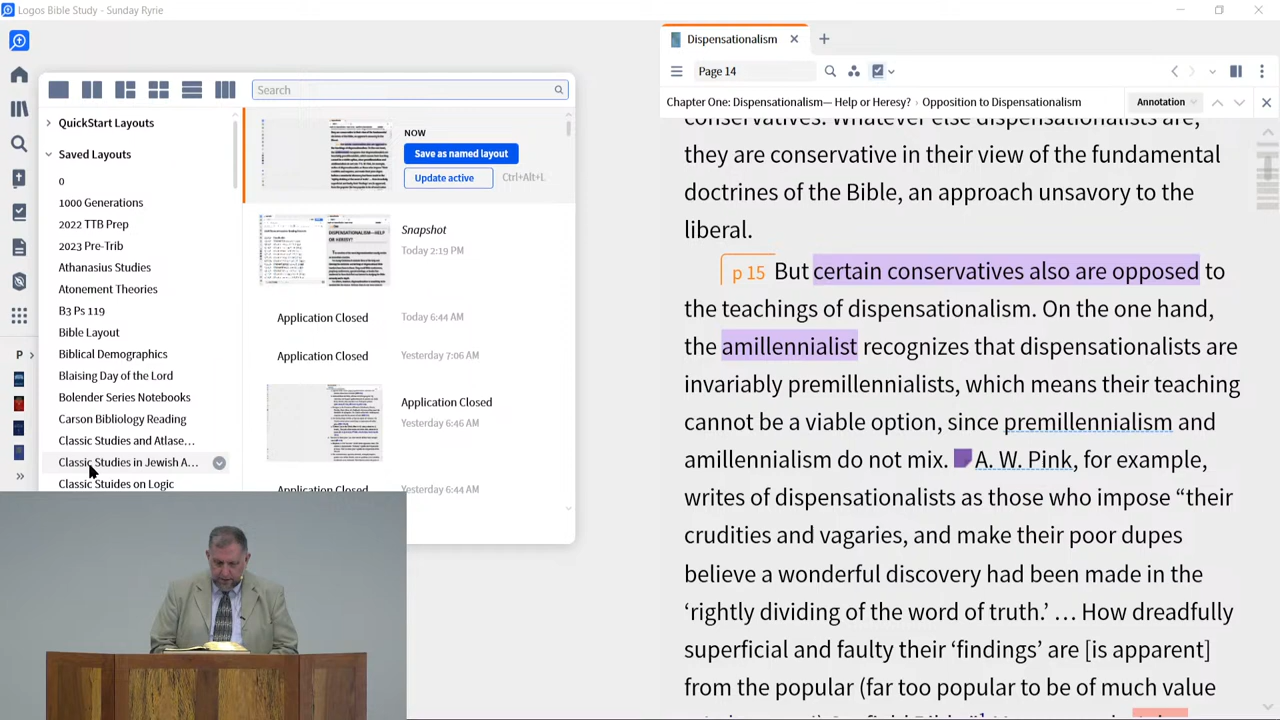 Logos Bible Study - Sunday Ryrie
Search
QuickStart Layouts
Saved Layouts
1000 Generations
2022 TTB Prep
2023 Pre-Trib
Athanasius Studies
Atonement Theories
B3 Ps 119
Bible Layout
Biblical Demographics
Blaising Day of the Lord
Bolender Series Notebooks
Reading
Studies and Atlase...
Classic Studies in Jewish A...
Classic Stuides on Logic
NOW
Save as named layout
Update active
Ctrl+Alt+L
Snapshot
Today 2:19 PM
Application Closed
Today 6:44 AM
Application Closed
Yesterday 7:06 AM
Application Closed
Yesterday 6:46 AM
Application Closed
Yesterday 6:44 AM
P
Dispensationalism
Page 14
Chapter One: Dispensationalism— Help or Heresy? › Opposition to Dispensationalism
Annotation
conservatives. Whatever else dispensationalists are,
they are conservative in their view of the fundamental
doctrines of the Bible, an approach unsavory to the
liberal.
p 15 But certain conservatives also are opposed to
the teachings of dispensationalism. On the one hand,
the amillennialist recognizes that dispensationalists are
invariably premillennialists, which means their teaching
cannot be a viable option, since premillennialism and
amillennialism do not mix. A. W. Pink, for example,
writes of dispensationalists as those who impose “their
crudities and vagaries, and make their poor dupes
believe a wonderful discovery had been made in the
‘rightly dividing of the word of truth.’ … How dreadfully
superficial and faulty their ‘findings’ are [is apparent]
from the popular (far too popular to be of much value